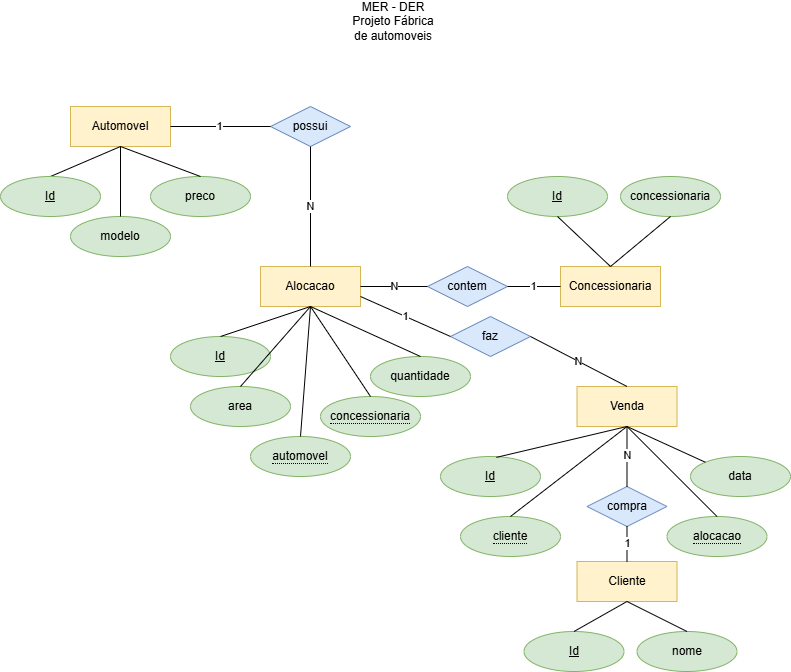 MER - DER
Projeto Fábrica
de automoveis
Automovel
1
possui
Id
preco
modelo
N
Id
concessionaria
Alocacao
N
contem
1
Concessionaria
1
faz
Id
quantidade
N
area
concessionaria
Venda
automovel
N
Id
data
compra
cliente
alocacao
1
Cliente
Id
nome